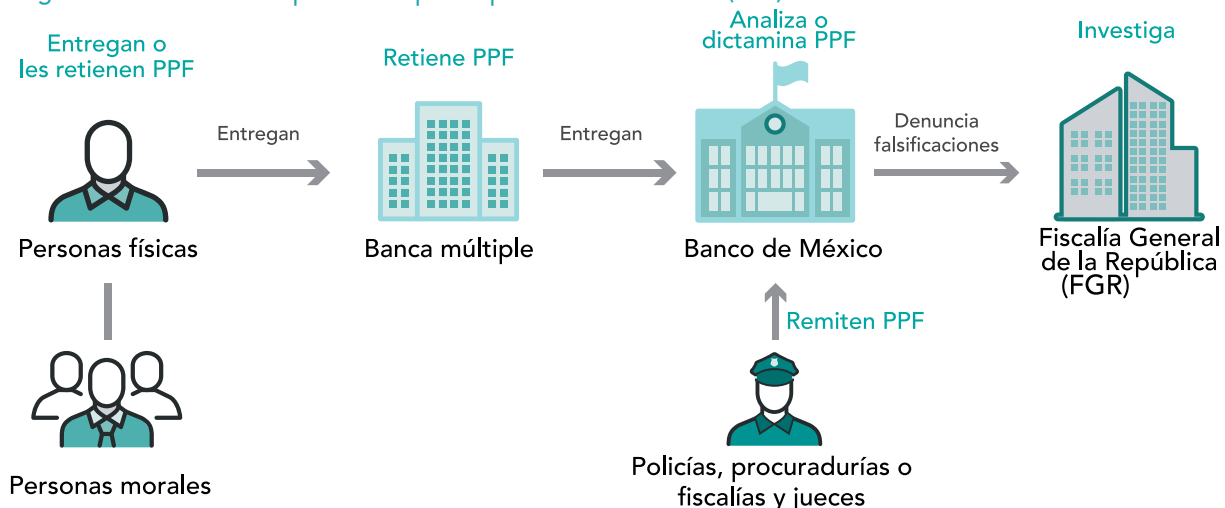 Entregan o
les retienen PPF
Entregan
Personas físicas
Personas morales
Retiene PPF
Banca múltiple
Entregan
Analiza o
dictamina PPF
Banco de México
Remiten PPF
Policías, procuradurías o
fiscalías y jueces
Denuncia
falsificaciones
Investiga
Fiscalía General
de la República
(FGR)